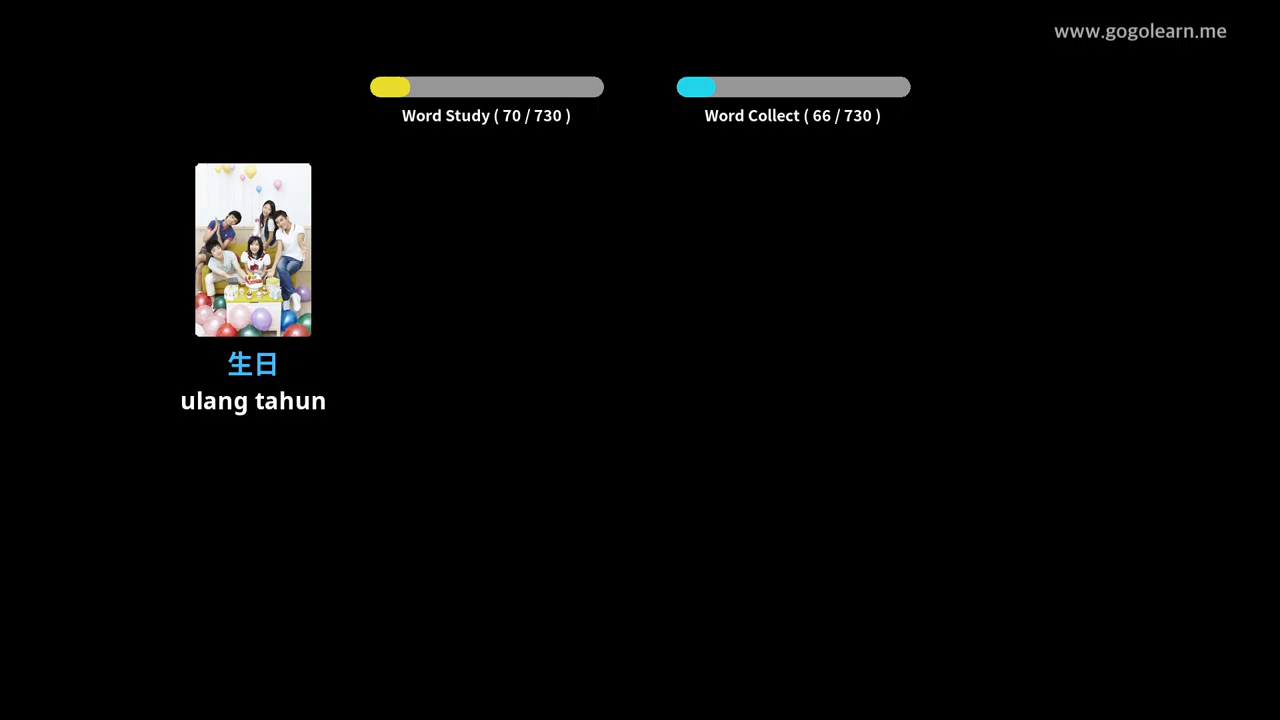 www.gogolearn.me
Word Study ( 70 / 730 )
Word Collect ( 66 / 730 )
生日
ulang tahun